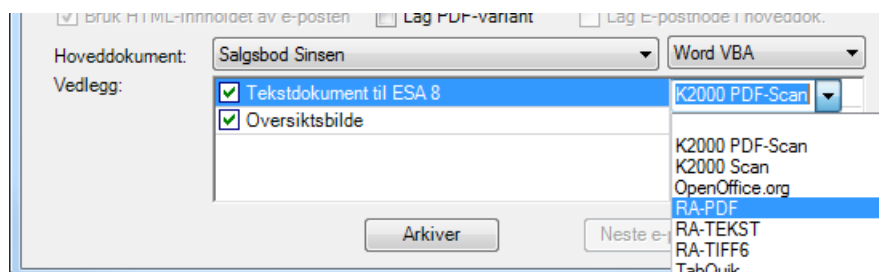 Bruk HTML-innholdet av e-posten Lag PDF-variant Lag E-postnode i hoveddok.
Hoveddokument: Salgsbod Sinsen Word VBA
Vedlegg: Tekstdokument til ESA 8 K2000 PDF-Scan
Oversiktsbilde
K2000 PDF-Scan
K2000 Scan
OpenOffice.org
RA-PDF
Arkiver Neste e-p
RA-TEKST
RA-TIFF6
TabQuik